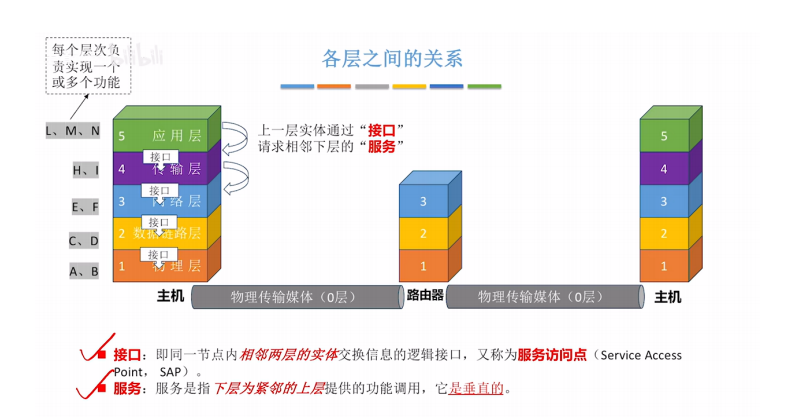 每个层次负
责实现一个
或多个功能
各层之间的关系
L、M、N
5 应用层
上一层实体通过“接口”
请求相邻下层的“服务”
5
接口
H、I
4 传输层
4
接口
E、F
3 网络层
3
3
接口
C、D
2 数据链路层
2
2
接口
A、B
1 物理层
1
1
主机
物理传输媒体（0层）
路由器
物理传输媒体（0层）
主机
接口：即同一节点内相邻两层的实体交换信息的逻辑接口，又称为服务访问点（Service Access
Point， SAP）。
服务：服务是指下层为紧邻的上层提供的功能调用，它是垂直的。